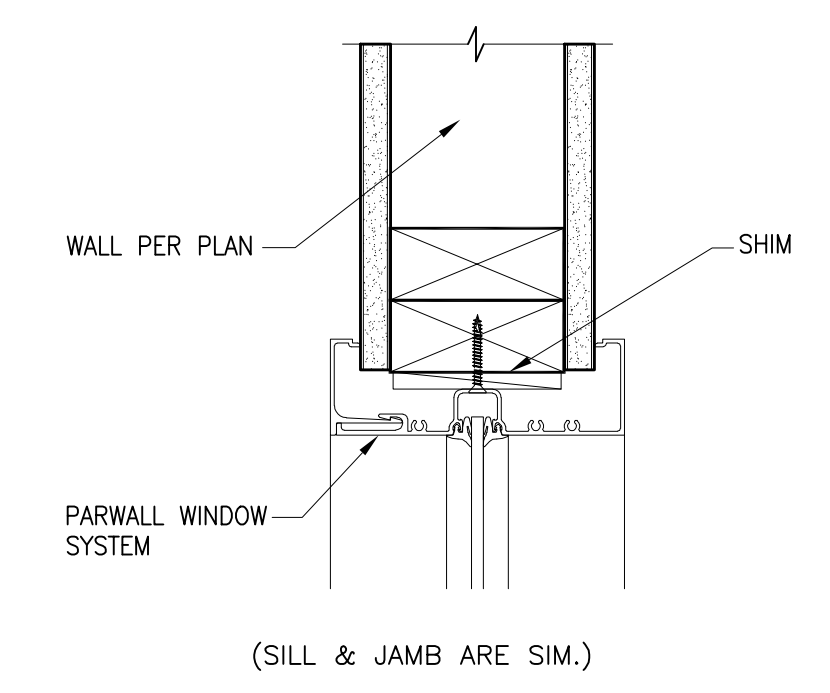 WALL PER PLAN
SHIM
PARWALL WINDOW
SYSTEM
(SILL & JAMB ARE SIM.)